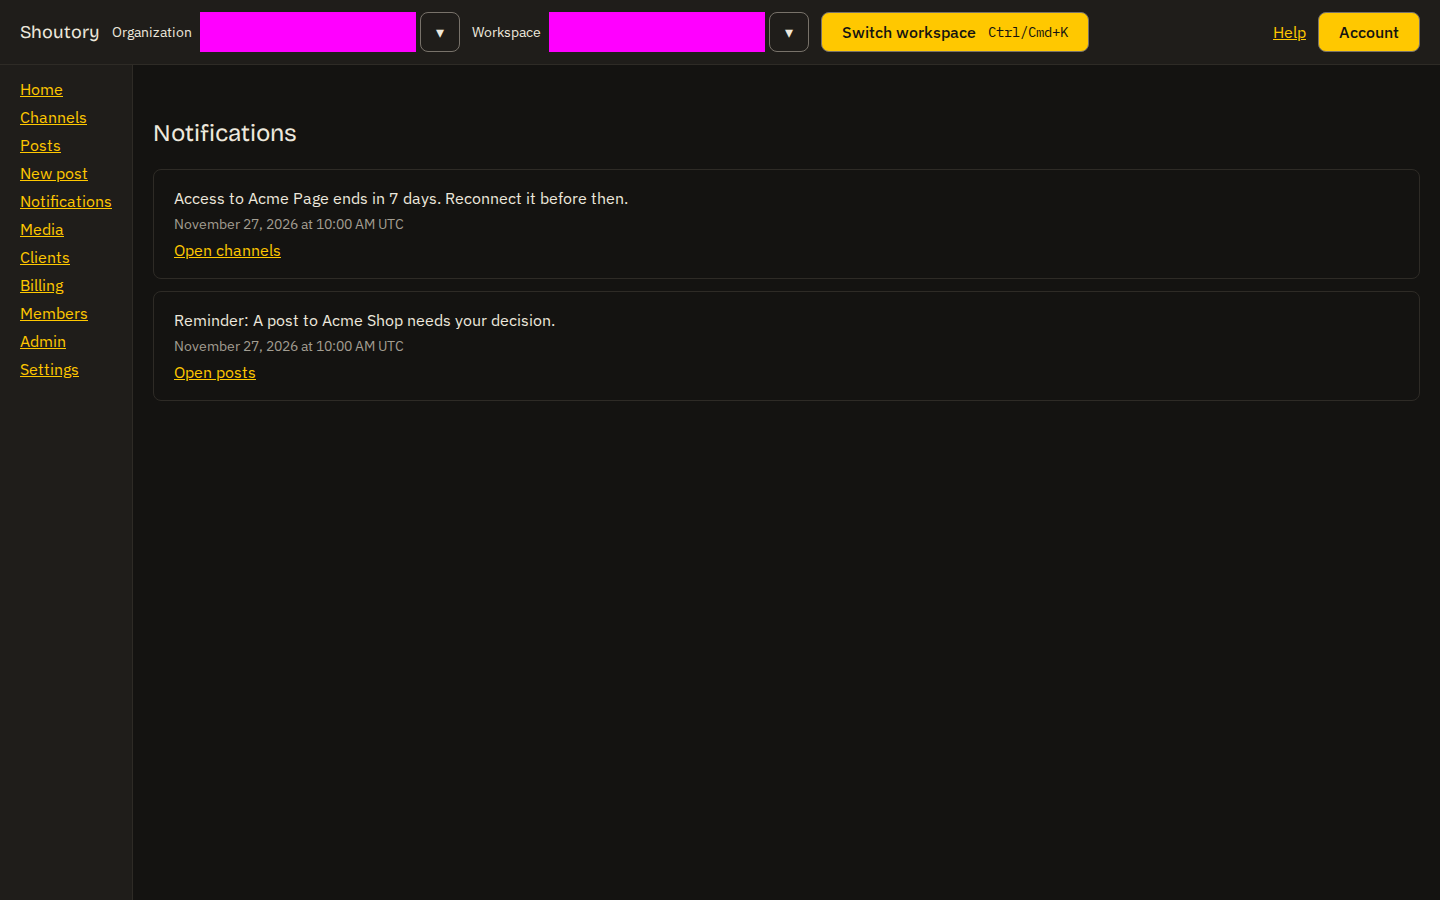 Shoutory Organization ▼ Workspace ▼ Switch workspace Ctrl/Cmd+K Help Account
Home
Channels
Posts
New post
Notifications
Media
Clients
Billing
Members
Admin
Settings
Notifications
Access to Acme Page ends in 7 days. Reconnect it before then.
November 27, 2026 at 10:00 AM UTC
Open channels
Reminder: A post to Acme Shop needs your decision.
November 27, 2026 at 10:00 AM UTC
Open posts